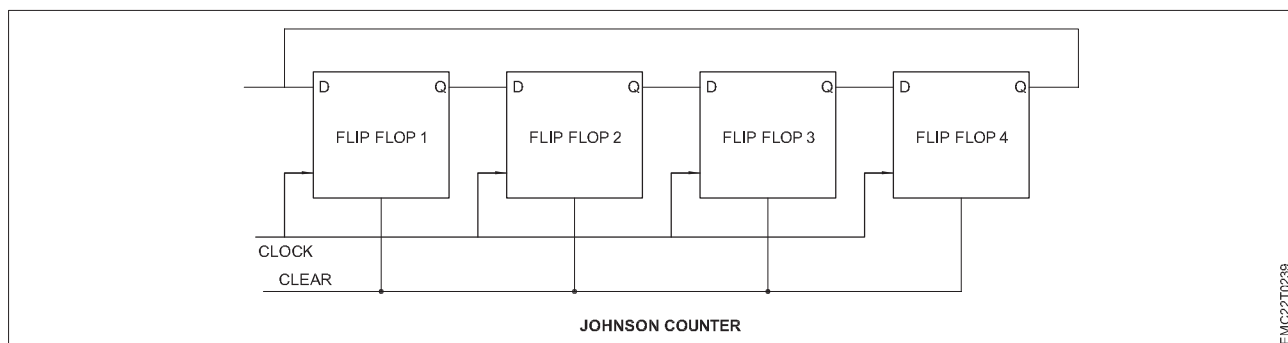 D Q D Q D Q D Q
FLIP FLOP 1 FLIP FLOP 2 FLIP FLOP 3 FLIP FLOP 4
CLOCK
CLEAR
JOHNSON COUNTER
EMC22T0239